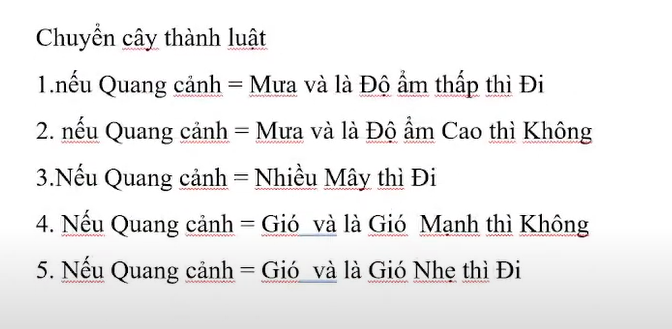 Chuyển cây thành luật
1.nếu Quang cảnh = Mưa và là Độ ẩm thấp thì Đi
2. nếu Quang cảnh = Mưa và là Độ ẩm Cao thì Không
3.Nếu Quang cảnh = Nhiều Mây thì Đi
4. Nếu Quang cảnh = Gió và là Gió Mạnh thì Không
5. Nếu Quang cảnh = Gió và là Gió Nhẹ thì Đi